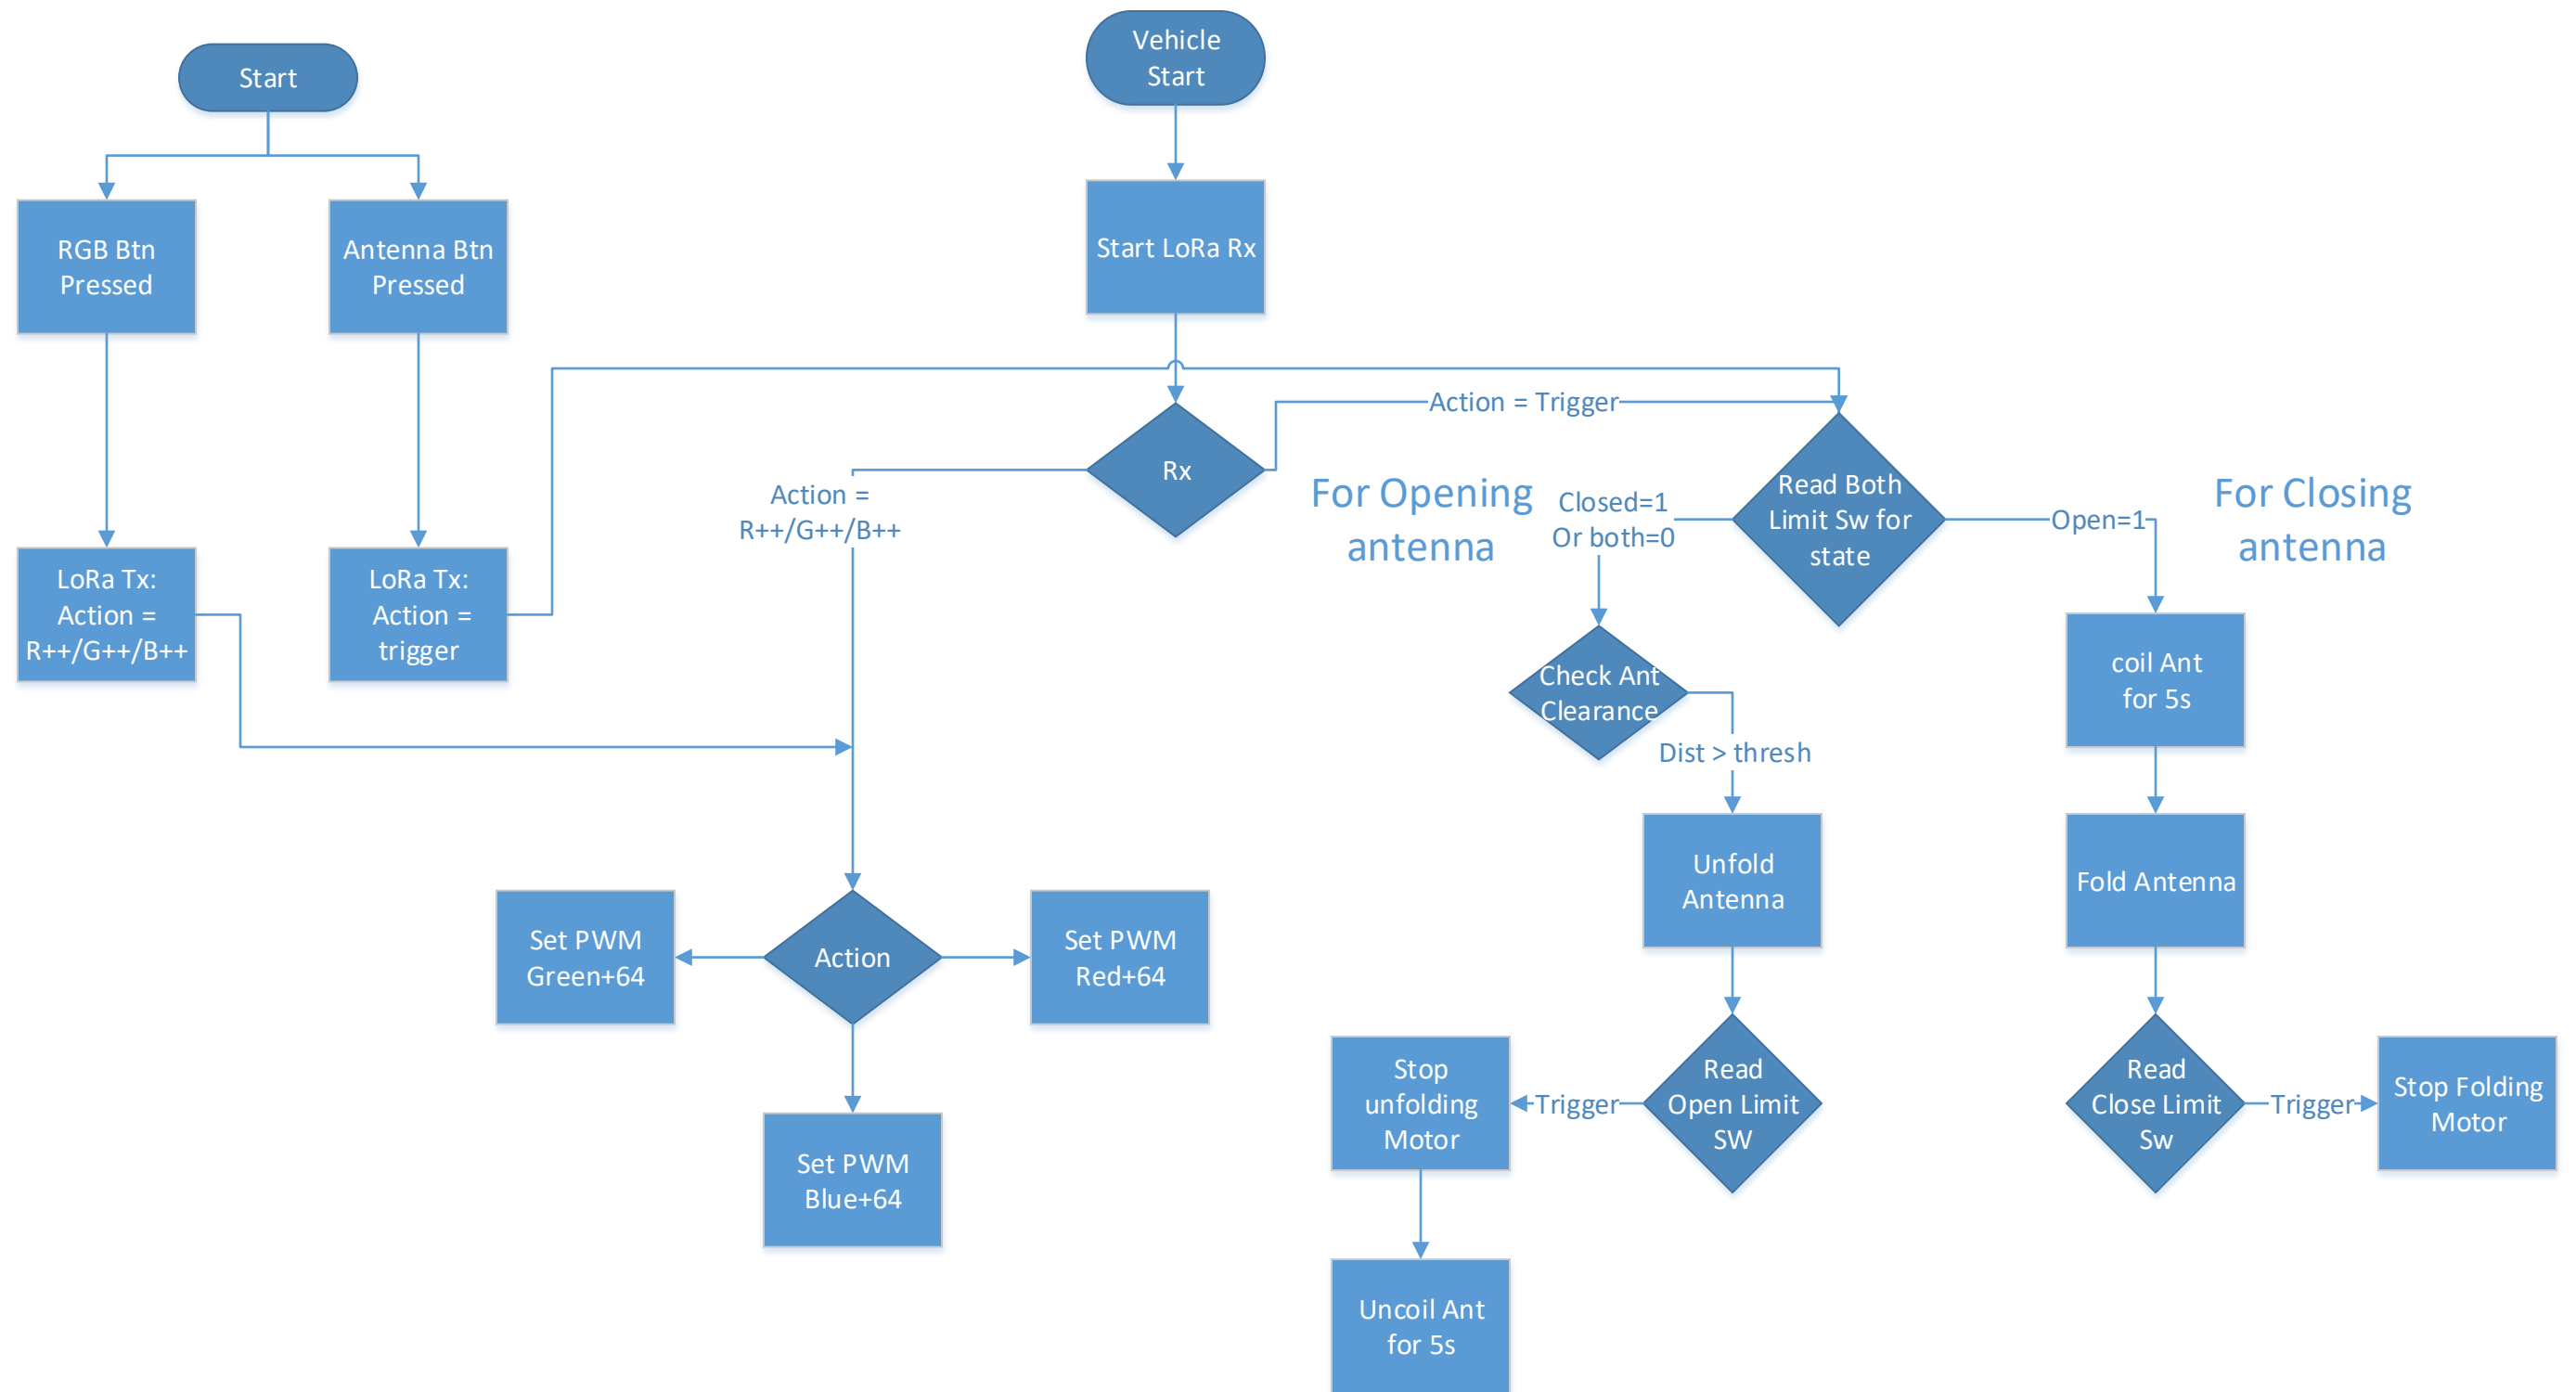 Start
Vehicle
Start
RGB Btn
Pressed
Antenna Btn
Pressed
Start LoRa Rx
LoRa Tx:
Action =
R++/G++/B++
LoRa Tx:
Action =
trigger
Rx
Action =
R++/G++/B++
Action = Trigger
For Opening
antenna
Closed=1
Or both=0
Read Both
Limit Sw for
state
Open=1
For Closing
antenna
Check Ant
Clearance
Dist > thresh
coil Ant
for 5s
Unfold
Antenna
Fold Antenna
Set PWM
Green+64
Action
Set PWM
Red+64
Set PWM
Blue+64
Stop
unfolding
Motor
Trigger
Read
Open Limit
SW
Read
Close Limit
Sw
Trigger
Stop Folding
Motor
Uncoil Ant
for 5s